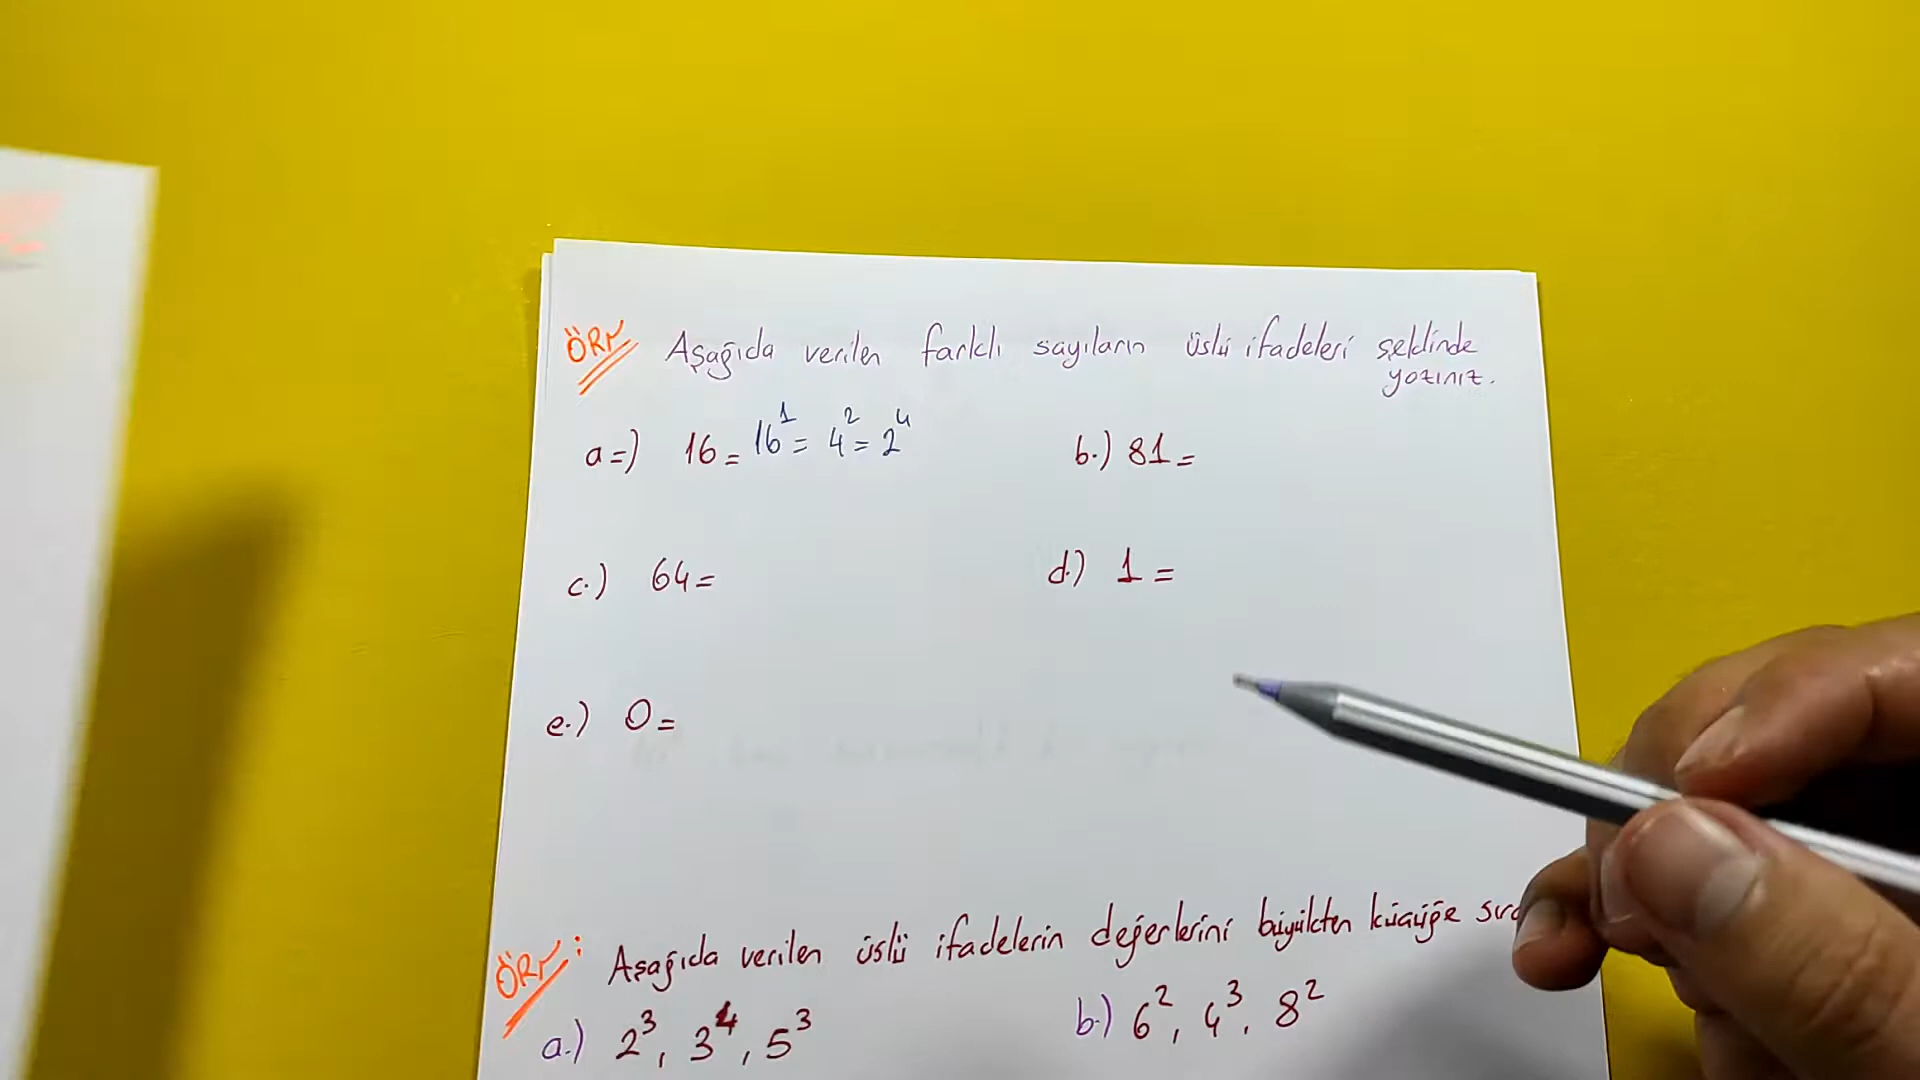 ÖRN Aşağıda verilen farklı sayıların üslü ifadeleri şeklinde
yazınız.
a=) 16 = 16¹ = 4² = 2⁴ b.) 81 =
c.) 64 = d.) 1 =
e.) 0 =
ÖRN: Aşağıda verilen üslü ifadelerin değerlerini büyükten küçüğe
a.) 2³, 3⁴, 5³ b.) 6², 4³, 8²